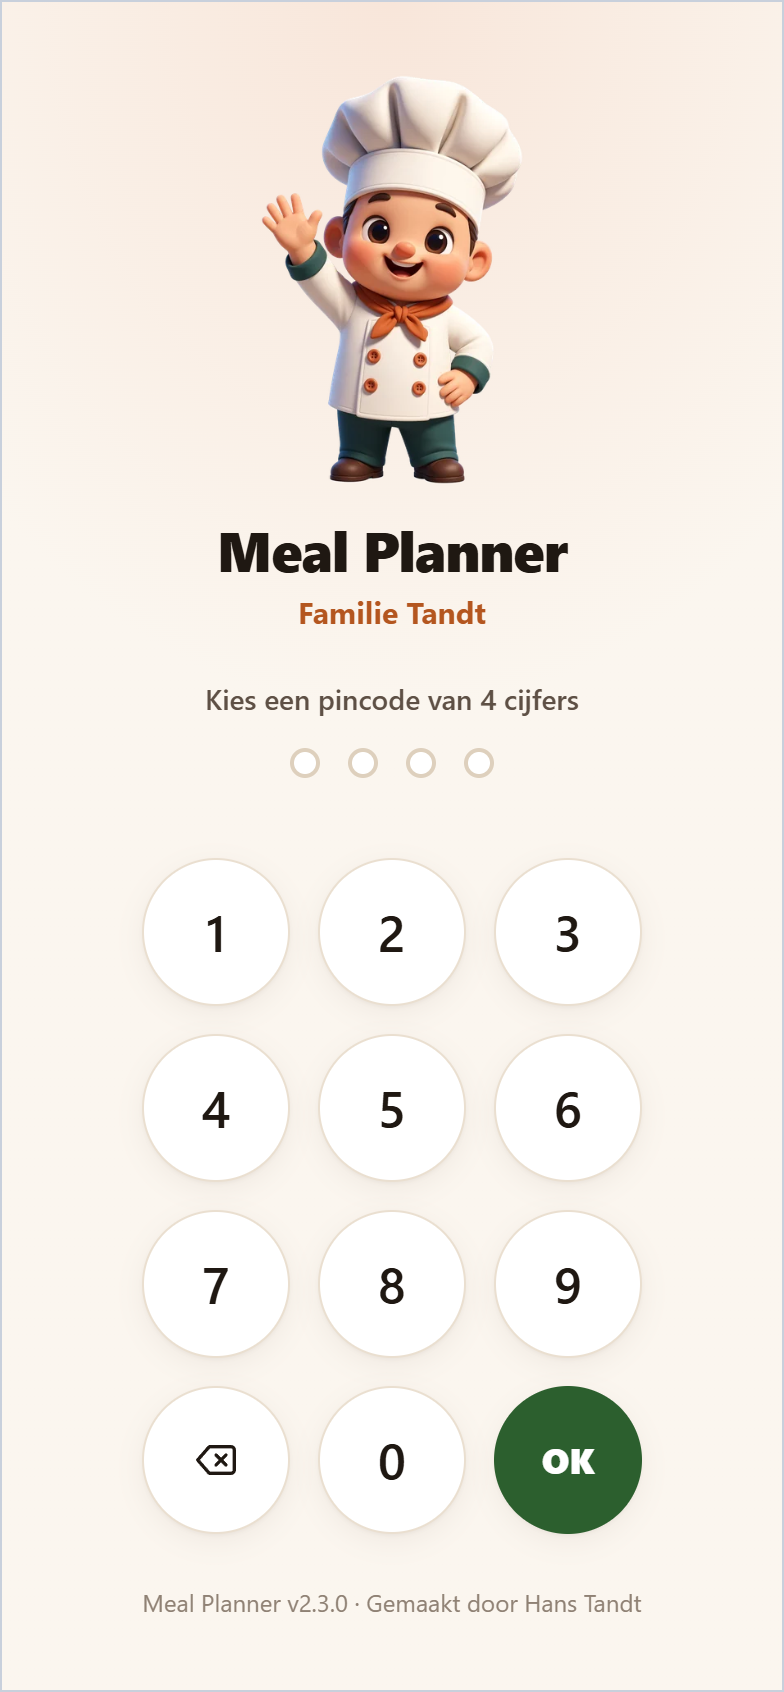 Meal Planner
Familie Tandt
Kies een pincode van 4 cijfers
1 2 3
4 5 6
7 8 9
0 OK
Meal Planner v2.3.0 · Gemaakt door Hans Tandt